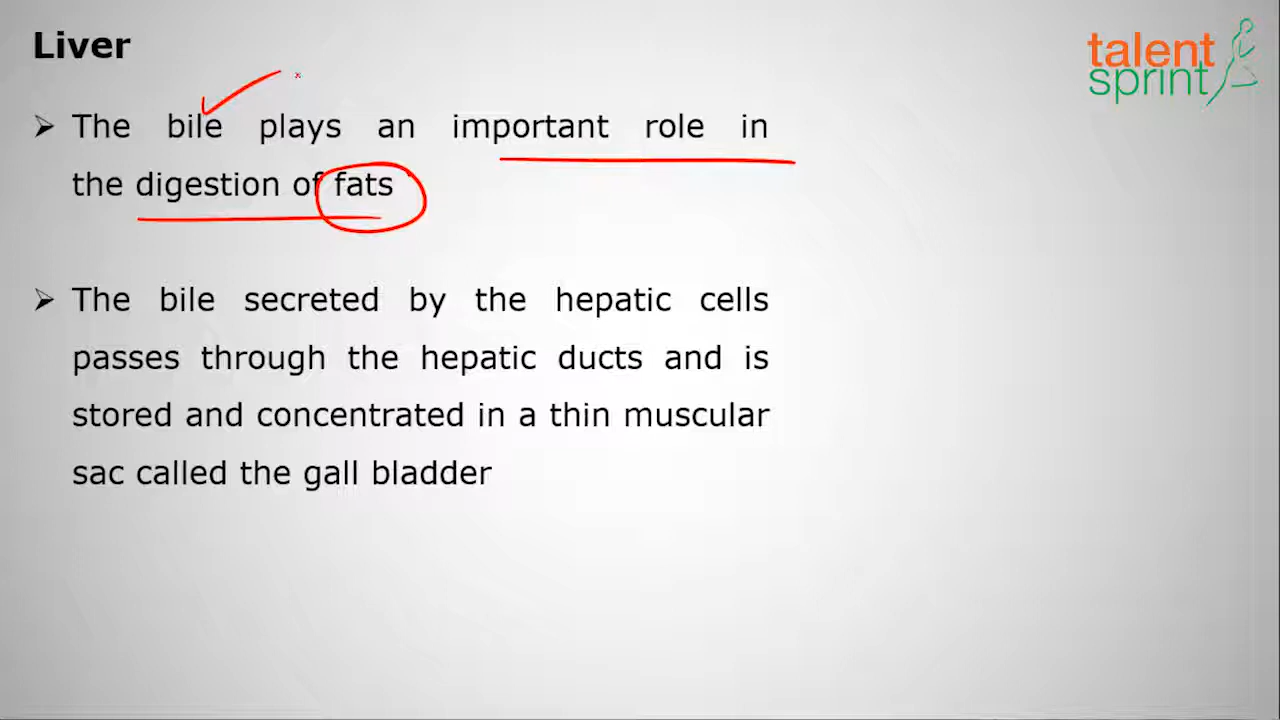 Liver
talent
sprint
➢ The bile plays an important role in
the digestion of fats
➢ The bile secreted by the hepatic cells
passes through the hepatic ducts and is
stored and concentrated in a thin muscular
sac called the gall bladder